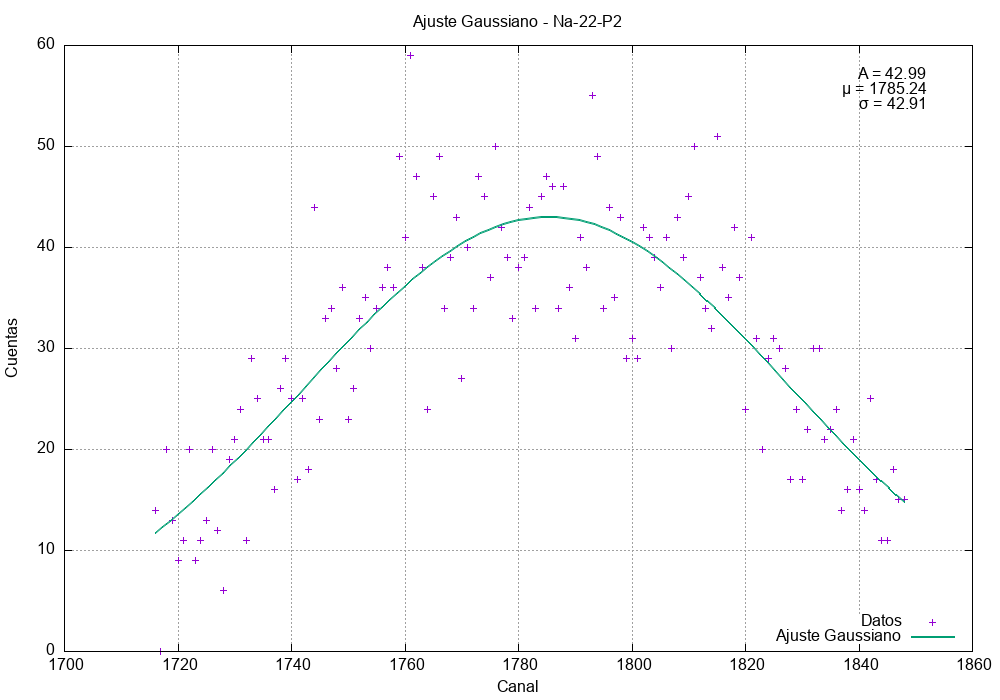 Ajuste Gaussiano - Na-22-P2
60
50
40
30
20
10
0
Cuentas
A = 42.99
μ = 1785.24
σ = 42.91
Datos
Ajuste Gaussiano
1700 1720 1740 1760 1780 1800 1820 1840 1860
Canal